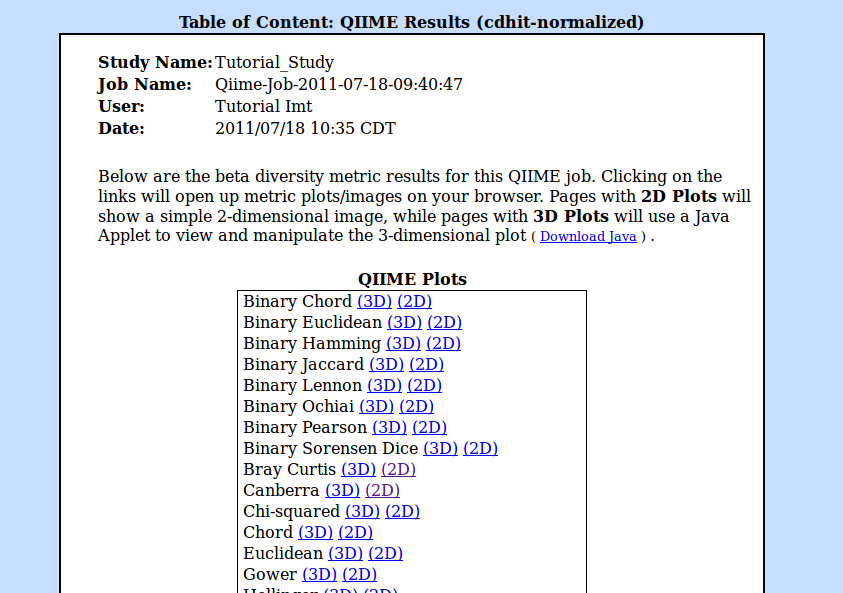 Table of Content: QIIME Results (cdhit-normalized)
Study Name: Tutorial_Study
Job Name: Qiime-Job-2011-07-18-09:40:47
User: Tutorial Imt
Date: 2011/07/18 10:35 CDT
Below are the beta diversity metric results for this QIIME job. Clicking on the
links will open up metric plots/images on your browser. Pages with 2D Plots will
show a simple 2-dimensional image, while pages with 3D Plots will use a Java
Applet to view and manipulate the 3-dimensional plot ( Download Java ) .
QIIME Plots
Binary Chord (3D) (2D)
Binary Euclidean (3D) (2D)
Binary Hamming (3D) (2D)
Binary Jaccard (3D) (2D)
Binary Lennon (3D) (2D)
Binary Ochiai (3D) (2D)
Binary Pearson (3D) (2D)
Binary Sorensen Dice (3D) (2D)
Bray Curtis (3D) (2D)
Canberra (3D) (2D)
Chi-squared (3D) (2D)
Chord (3D) (2D)
Euclidean (3D) (2D)
Gower (3D) (2D)
Hellinger (3D) (2D)